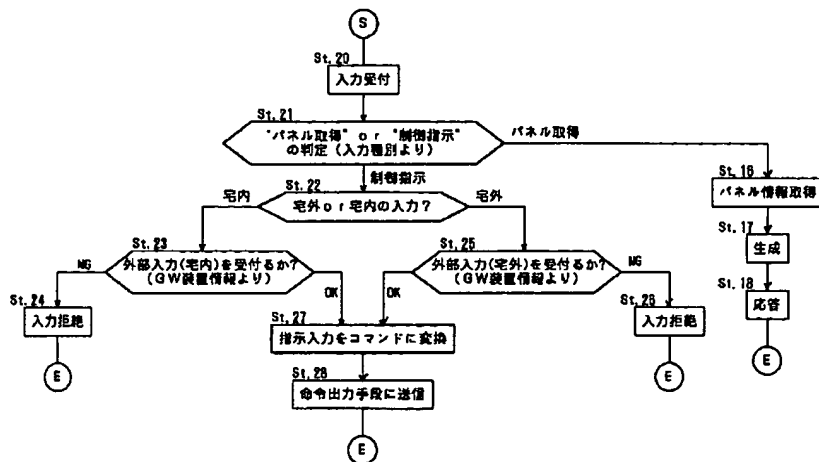 S
St.20
入力受付
St.21
"パネル取得" or "制御指示"
の判定(入力種別より)
パネル取得
制御指示
St.16
パネル情報取得
St.22
宅外or宅内の入力?
宅内
宅外
St.17
生成
St.23
外部入力(宅内)を受付るか?
(GW装置情報より)
NG
OK
St.25
外部入力(宅外)を受付るか?
(GW装置情報より)
OK
NG
St.18
応答
E
St.24
入力拒絶
E
St.26
入力拒絶
E
St.27
指示入力をコマンドに変換
St.28
命令出力手段に送信
E